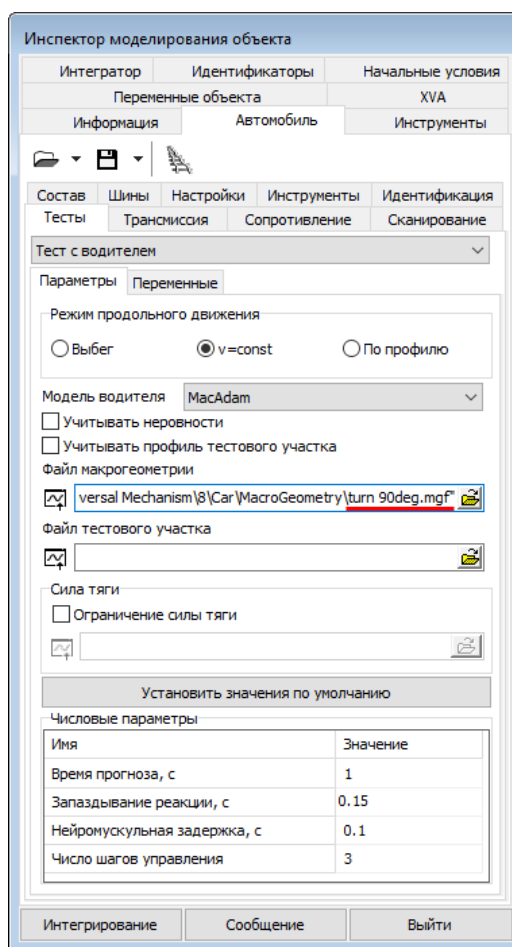 Инспектор моделирования объекта
Интегратор Идентификаторы Начальные условия
Переменные объекта XVA
Информация Автомобиль Инструменты
Состав Шины Настройки Инструменты Идентификация
Тесты Трансмиссия Сопротивление Сканирование
Тест с водителем
Параметры Переменные
Режим продольного движения
Выбег v=const По профилю
Модель водителя MacAdam
Учитывать неровности
Учитывать профиль тестового участка
Файл макрогеометрии
versal Mechanism\8\Car\MacroGeometry\turn 90deg.mgf"
Файл тестового участка
Сила тяги
Ограничение силы тяги
Установить значения по умолчанию
Числовые параметры
Имя Значение
Время прогноза, с 1
Запаздывание реакции, с 0.15
Нейромускульная задержка, с 0.1
Число шагов управления 3
Интегрирование Сообщение Выйти